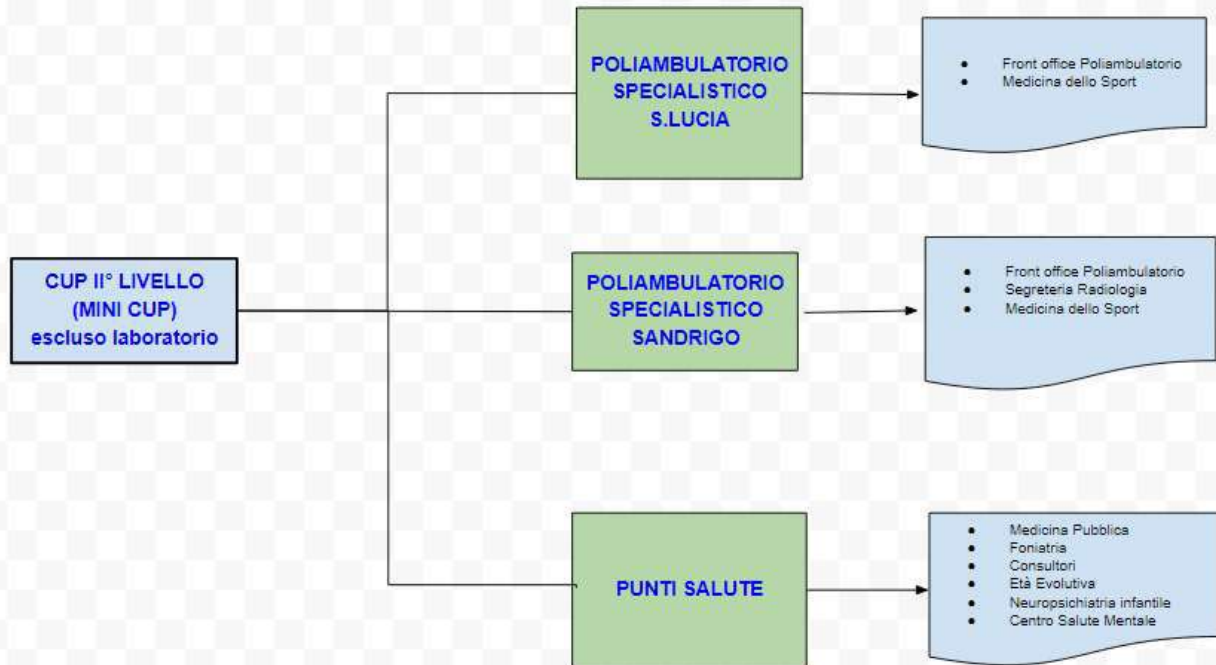 POLIAMBULATORIO
SPECIALISTICO
S.LUCIA
Front office Poliambulatorio
Medicina dello Sport
CUP II° LIVELLO
(MINI CUP)
escluso laboratorio
POLIAMBULATORIO
SPECIALISTICO
SANDRIGO
Front office Poliambulatorio
Segreteria Radiologia
Medicina dello Sport
PUNTI SALUTE
Medicina Pubblica
Foniatria
Consultori
Età Evolutiva
Neuropsichiatria infantile
Centro Salute Mentale